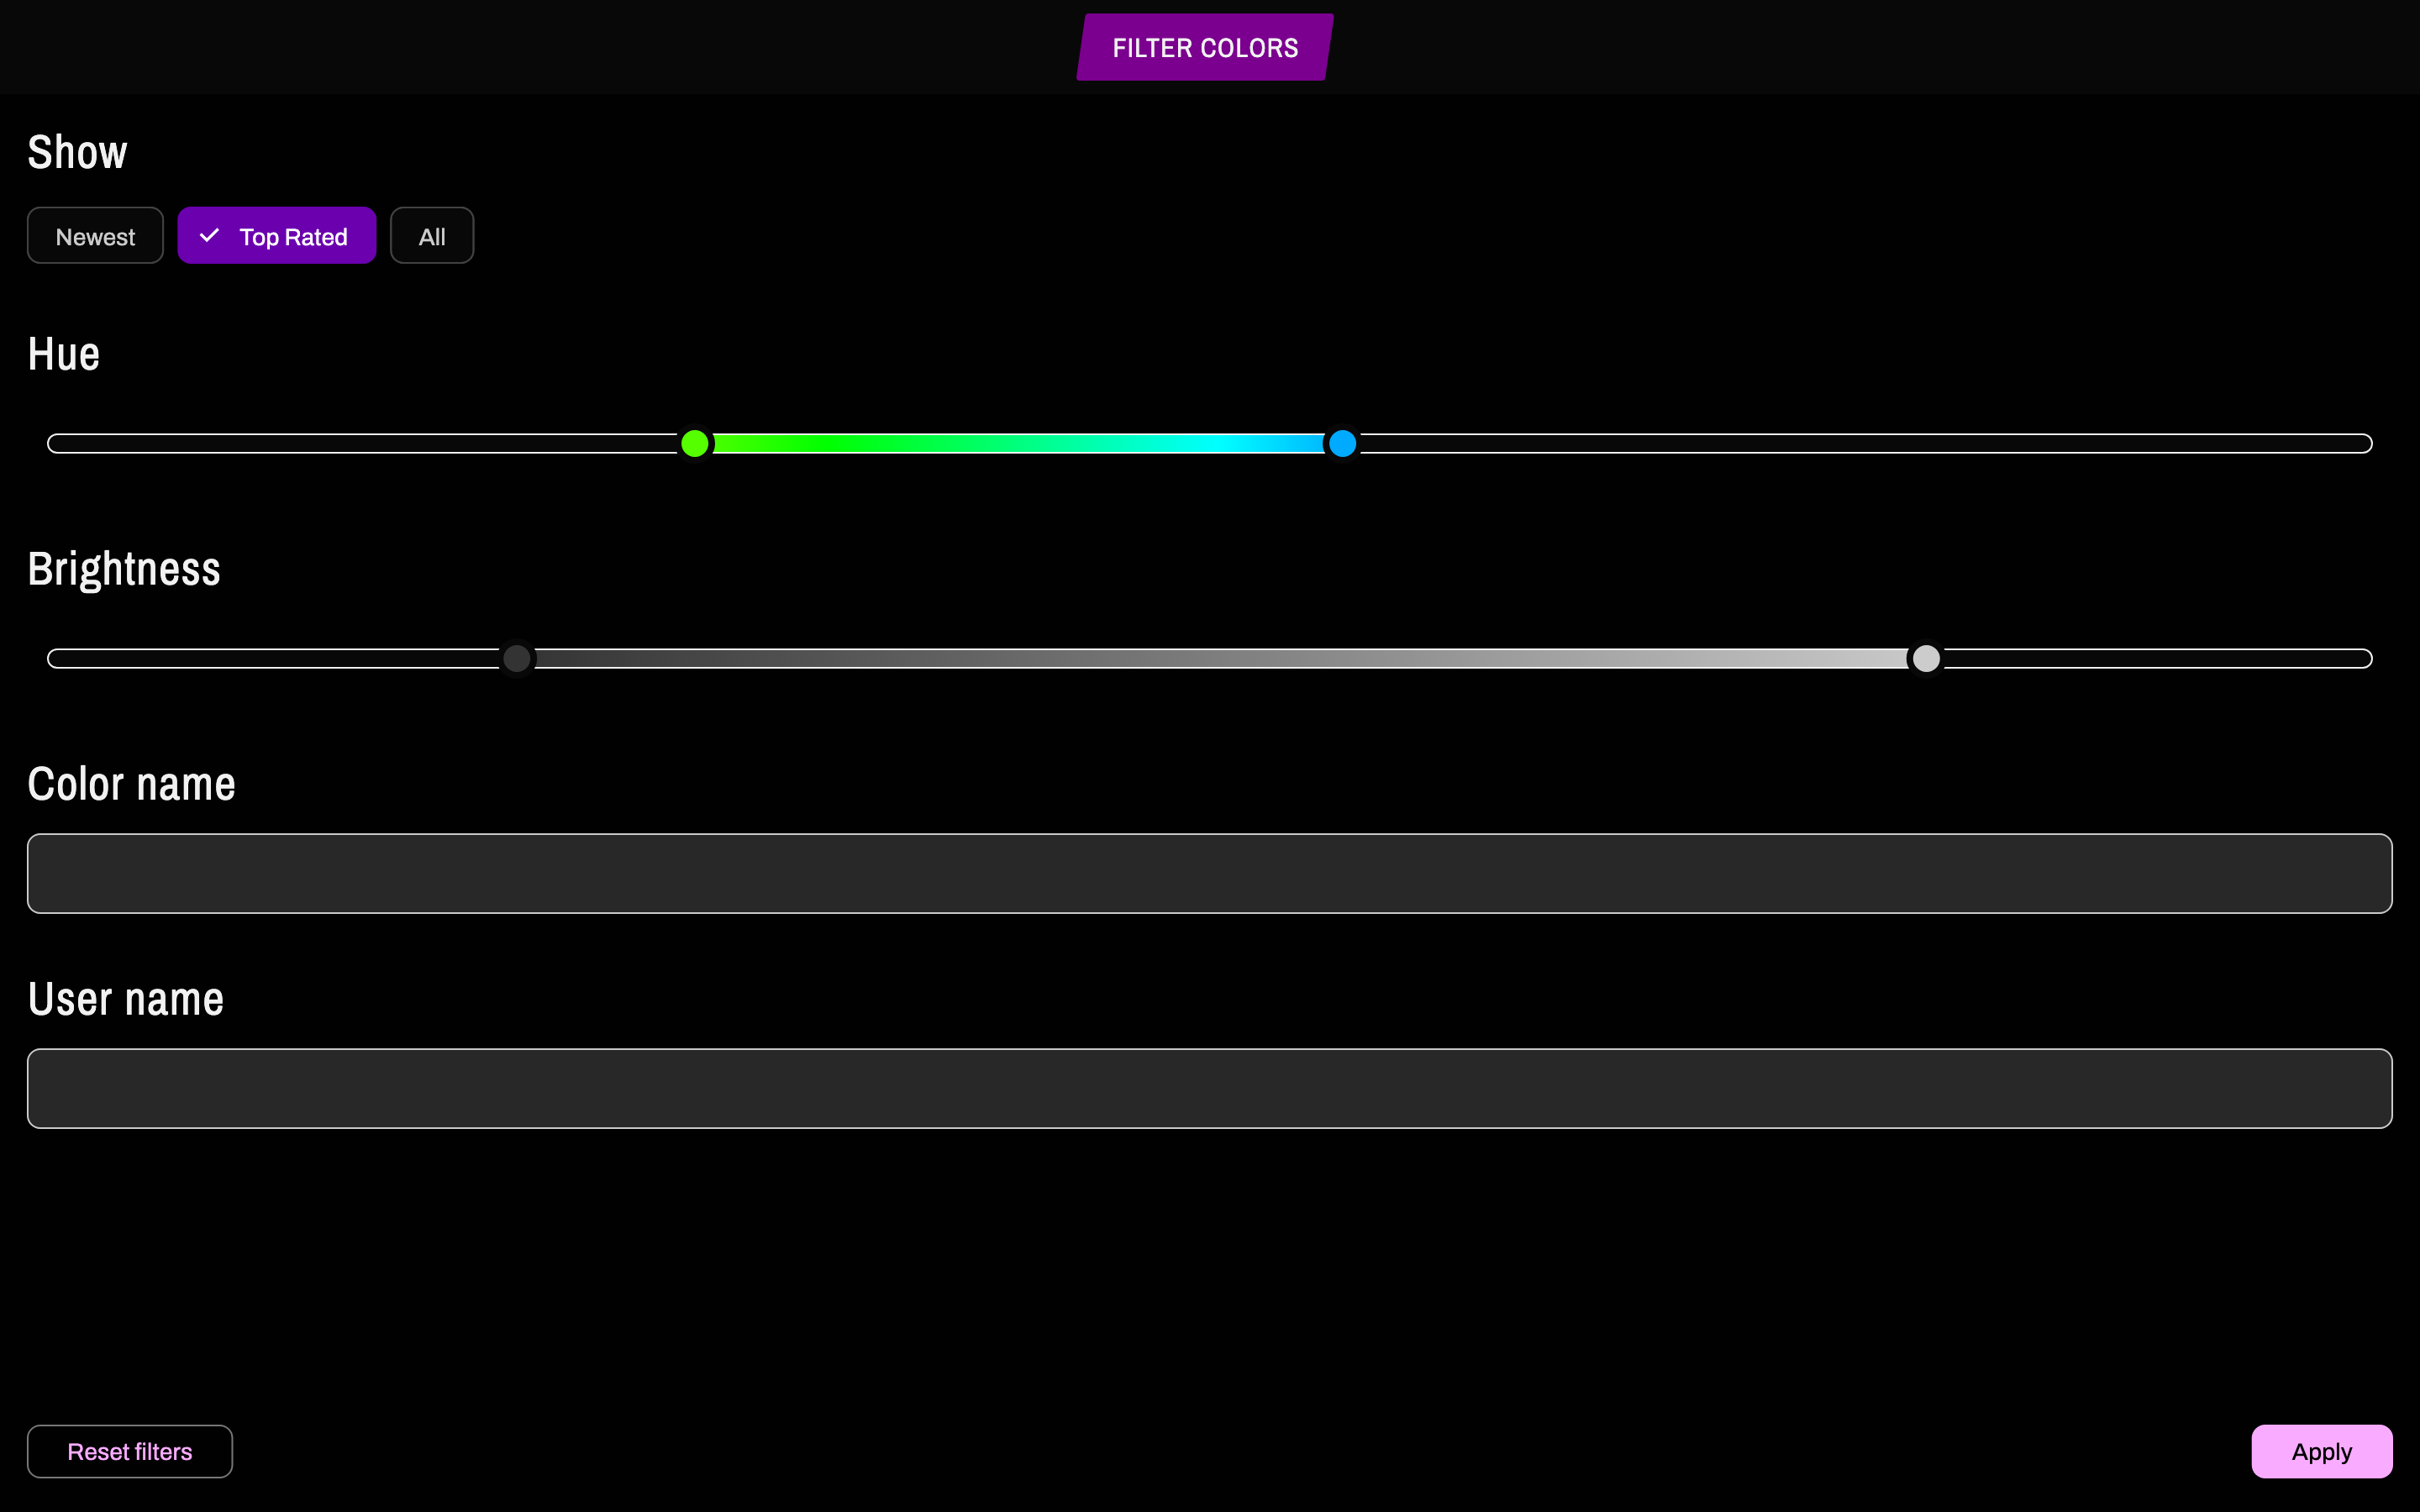 FILTER COLORS
Show
Newest Top Rated All
Hue
Brightness
Color name
User name
Reset filters Apply